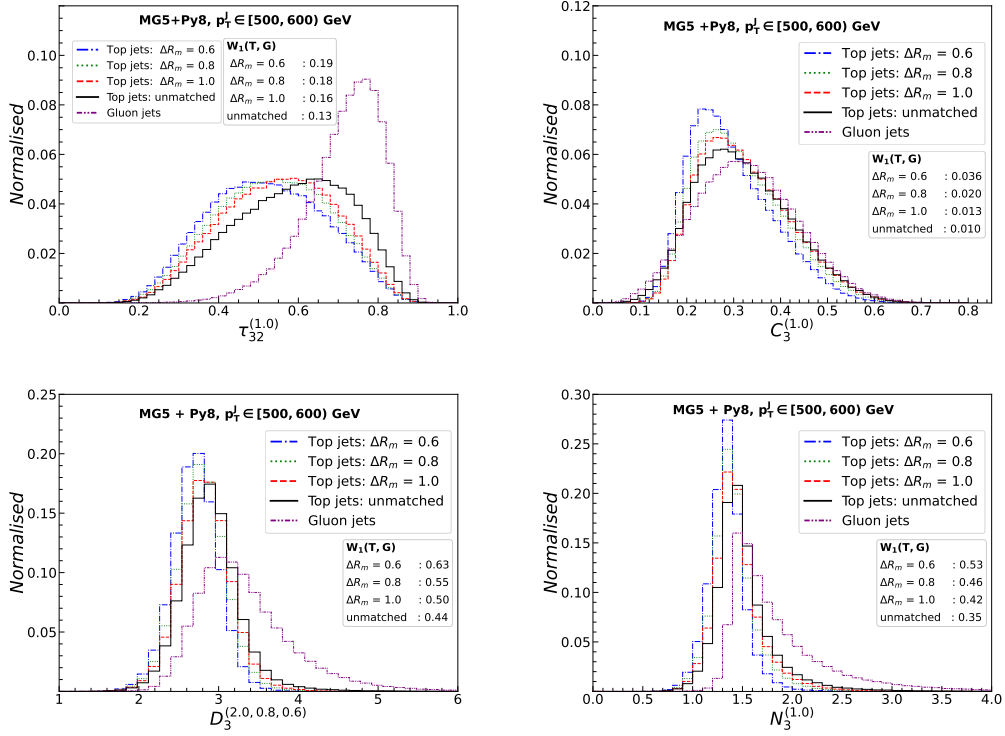 MG5+Py8, p_T^J ∈ [500, 600) GeV
Top jets: ΔR_m = 0.6
Top jets: ΔR_m = 0.8
Top jets: ΔR_m = 1.0
Top jets: unmatched
Gluon jets
W_1(T, G)
ΔR_m = 0.6 : 0.19
ΔR_m = 0.8 : 0.18
ΔR_m = 1.0 : 0.16
unmatched : 0.13
Normalised
0.12
0.10
0.08
0.06
0.04
0.02
0.0 0.2 0.4 0.6 0.8 1.0
τ_32^(1.0)
MG5 +Py8, p_T^J ∈ [500, 600) GeV
Top jets: ΔR_m = 0.6
Top jets: ΔR_m = 0.8
Top jets: ΔR_m = 1.0
Top jets: unmatched
Gluon jets
W_1(T, G)
ΔR_m = 0.6 : 0.036
ΔR_m = 0.8 : 0.020
ΔR_m = 1.0 : 0.013
unmatched : 0.010
Normalised
0.12
0.10
0.08
0.06
0.04
0.02
0.0 0.1 0.2 0.3 0.4 0.5 0.6 0.7 0.8
C_3^(1.0)
MG5 + Py8, p_T^J ∈ [500, 600) GeV
Top jets: ΔR_m = 0.6
Top jets: ΔR_m = 0.8
Top jets: ΔR_m = 1.0
Top jets: unmatched
Gluon jets
W_1(T, G)
ΔR_m = 0.6 : 0.63
ΔR_m = 0.8 : 0.55
ΔR_m = 1.0 : 0.50
unmatched : 0.44
Normalised
0.25
0.20
0.15
0.10
0.05
1 2 3 4 5 6
D_3^(2.0, 0.8, 0.6)
MG5 + Py8, p_T^J ∈ [500, 600) GeV
Top jets: ΔR_m = 0.6
Top jets: ΔR_m = 0.8
Top jets: ΔR_m = 1.0
Top jets: unmatched
Gluon jets
W_1(T, G)
ΔR_m = 0.6 : 0.53
ΔR_m = 0.8 : 0.46
ΔR_m = 1.0 : 0.42
unmatched : 0.35
Normalised
0.30
0.25
0.20
0.15
0.10
0.05
0.00
0.0 0.5 1.0 1.5 2.0 2.5 3.0 3.5 4.0
N_3^(1.0)